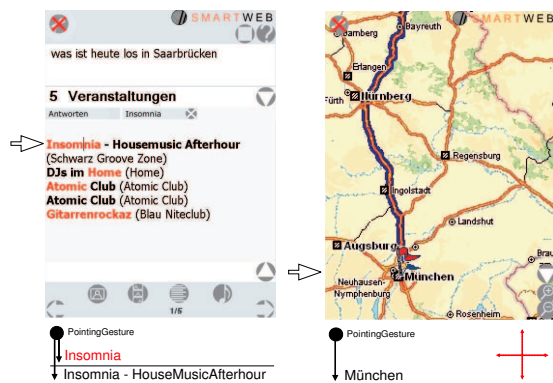 SMARTWEB
was ist heute los in Saarbrücken
5 Veranstaltungen
Antworten Insomnia
Insomnia - Housemusic Afterhour
(Schwarz Groove Zone)
DJs im Home (Home)
Atomic Club (Atomic Club)
Atomic Club (Atomic Club)
Gitarrenrockaz (Blau Niteclub)
1/5
PointingGesture
Insomnia
Insomnia - HouseMusicAfterhour
SMARTWEB
Bamberg
Bayreuth
Erlangen
Fürth
Nürnberg
Regensburg
Ingolstadt
Landshut
Augsburg
Brau
München
Neuhausen-
Nymphenburg
Rosenheim
PointingGesture
München